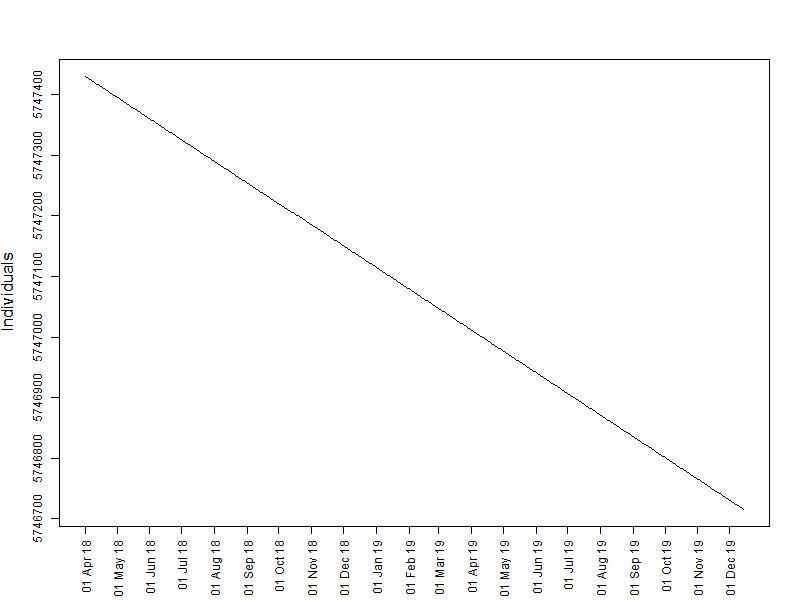 Individuals
5747400
5747300
5747200
5747100
5747000
5746900
5746800
5746700
01 Apr 18
01 May 18
01 Jun 18
01 Jul 18
01 Aug 18
01 Sep 18
01 Oct 18
01 Nov 18
01 Dec 18
01 Jan 19
01 Feb 19
01 Mar 19
01 Apr 19
01 May 19
01 Jun 19
01 Jul 19
01 Aug 19
01 Sep 19
01 Oct 19
01 Nov 19
01 Dec 19